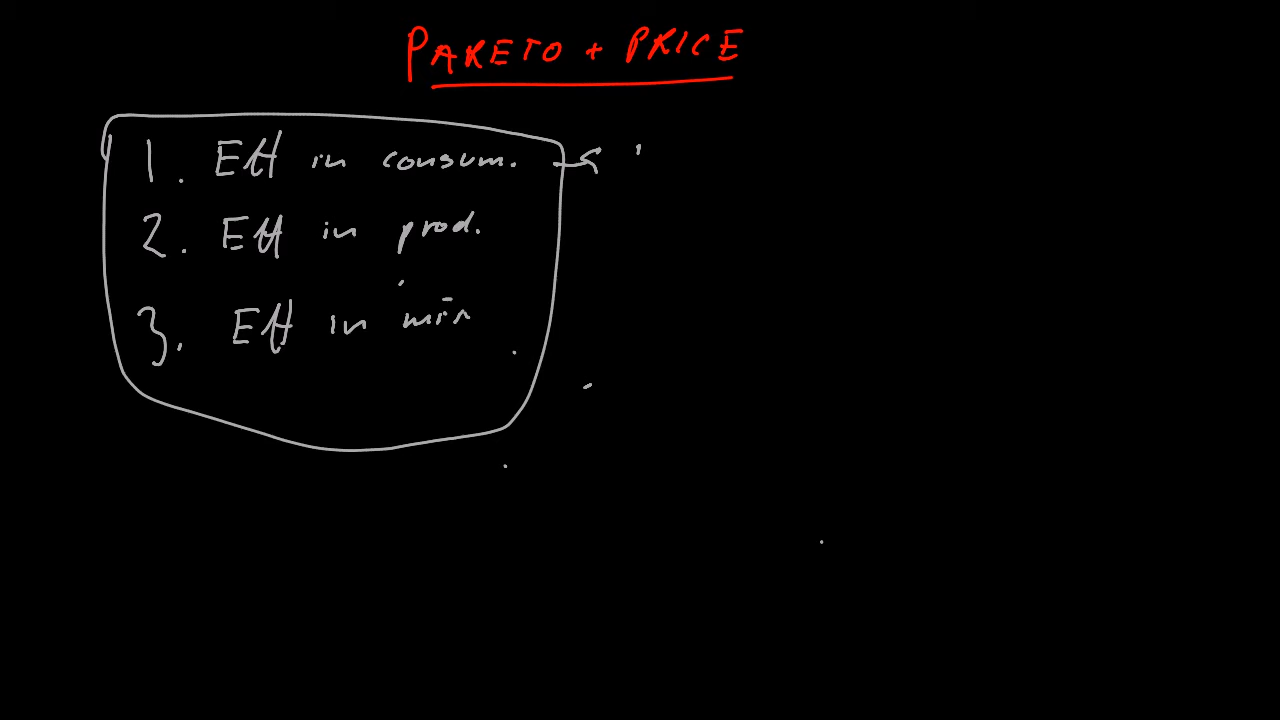 PARETO + PRICE
1. Eff in consum.
2. Eff in prod.
3. Eff in mix